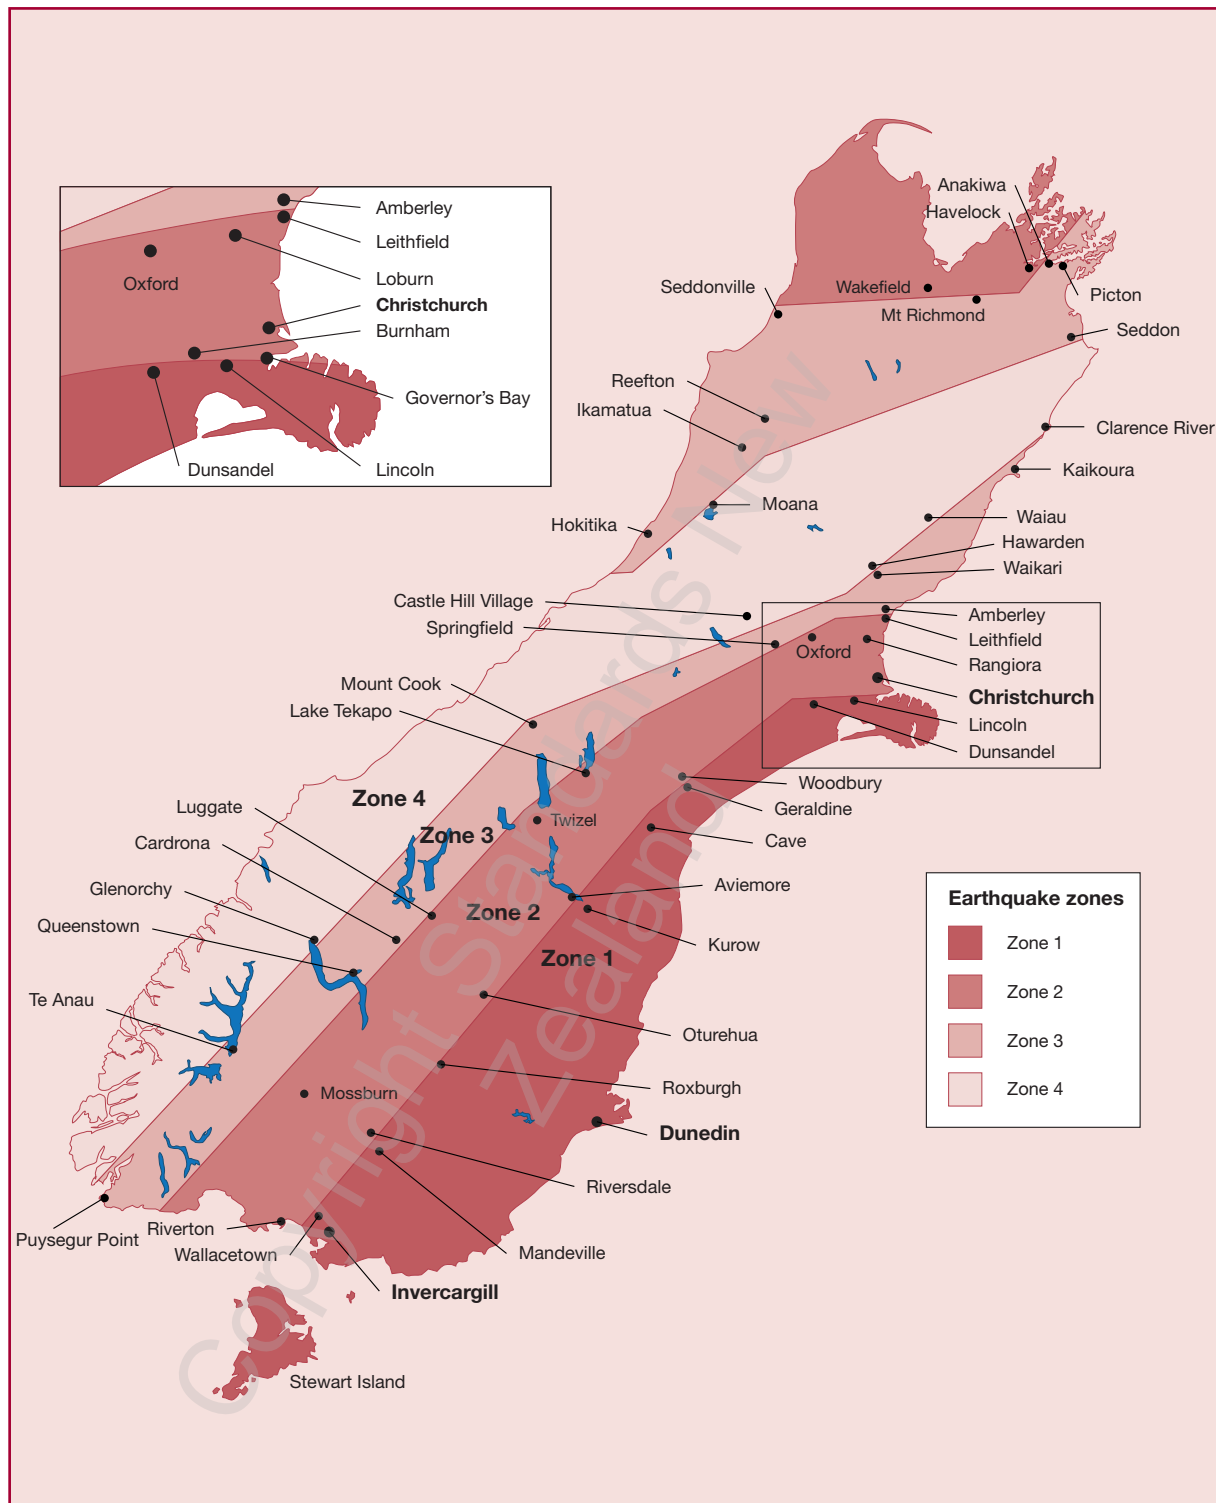 Amberley
Leithfield
Loburn
Oxford
Christchurch
Burnham
Governor's Bay
Dunsandel
Lincoln
Anakiwa
Havelock
Seddonville
Wakefield
Mt Richmond
Picton
Seddon
Reefton
Ikamatua
Clarence River
Kaikoura
Moana
Hokitika
Waiau
Hawarden
Waikari
Castle Hill Village
Springfield
Amberley
Leithfield
Oxford
Rangiora
Christchurch
Lincoln
Dunsandel
Mount Cook
Lake Tekapo
Woodbury
Geraldine
Cave
Zone 4
Luggate
Zone 3
Twizel
Cardrona
Glenorchy
Aviemore
Queenstown
Zone 2
Kurow
Zone 1
Te Anau
Oturehua
Mossburn
Roxburgh
Dunedin
Riversdale
Puysegur Point
Riverton
Wallacetown
Mandeville
Invercargill
Stewart Island
Earthquake zones
Zone 1
Zone 2
Zone 3
Zone 4
Copyright Standards New
Zealand